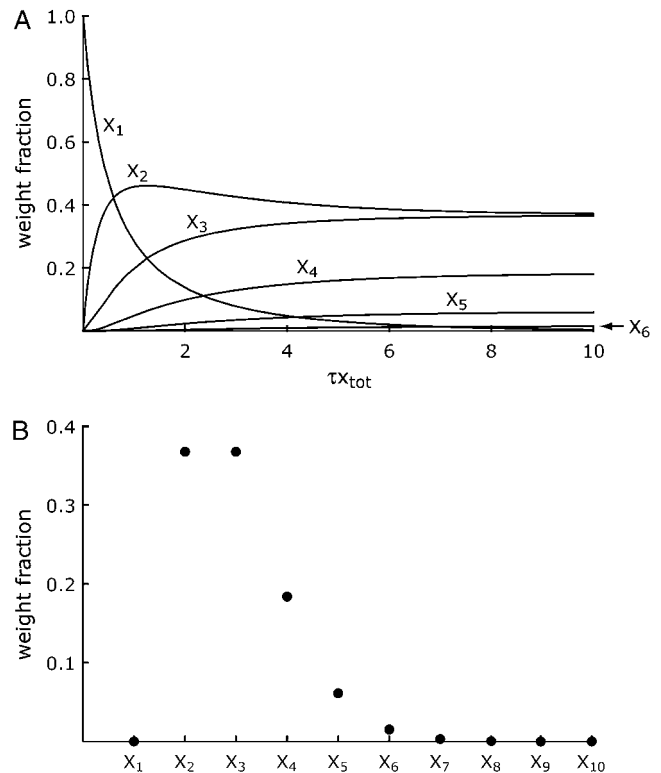 A
weight fraction
1.0
0.8
0.6
0.4
0.2
X1
X2
X3
X4
X5
X6
2 4 6 8 10
τxtot
B
weight fraction
0.4
0.3
0.2
0.1
X1 X2 X3 X4 X5 X6 X7 X8 X9 X10